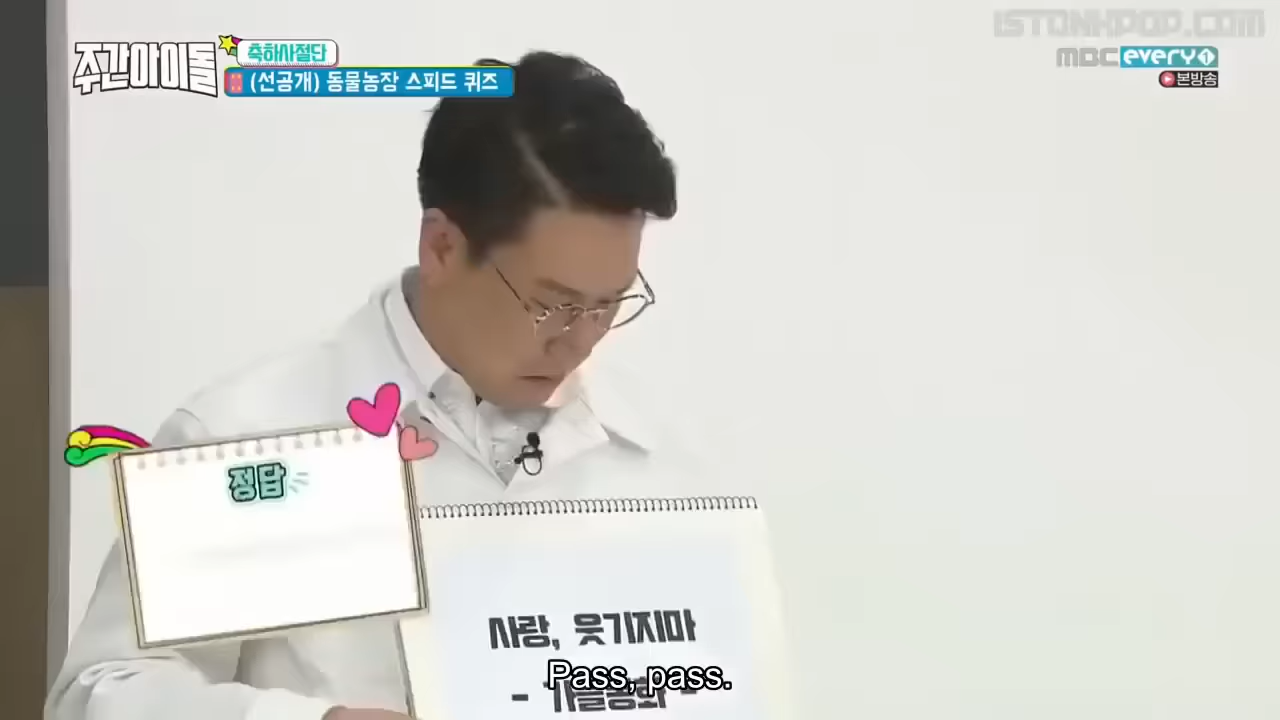 1STONKPOP.COM
주간아이돌
축하사절단
(선공개) 동물농장 스피드 퀴즈
MBC every1
본방송
정답
사랑, 웃기지마
Pass, pass.